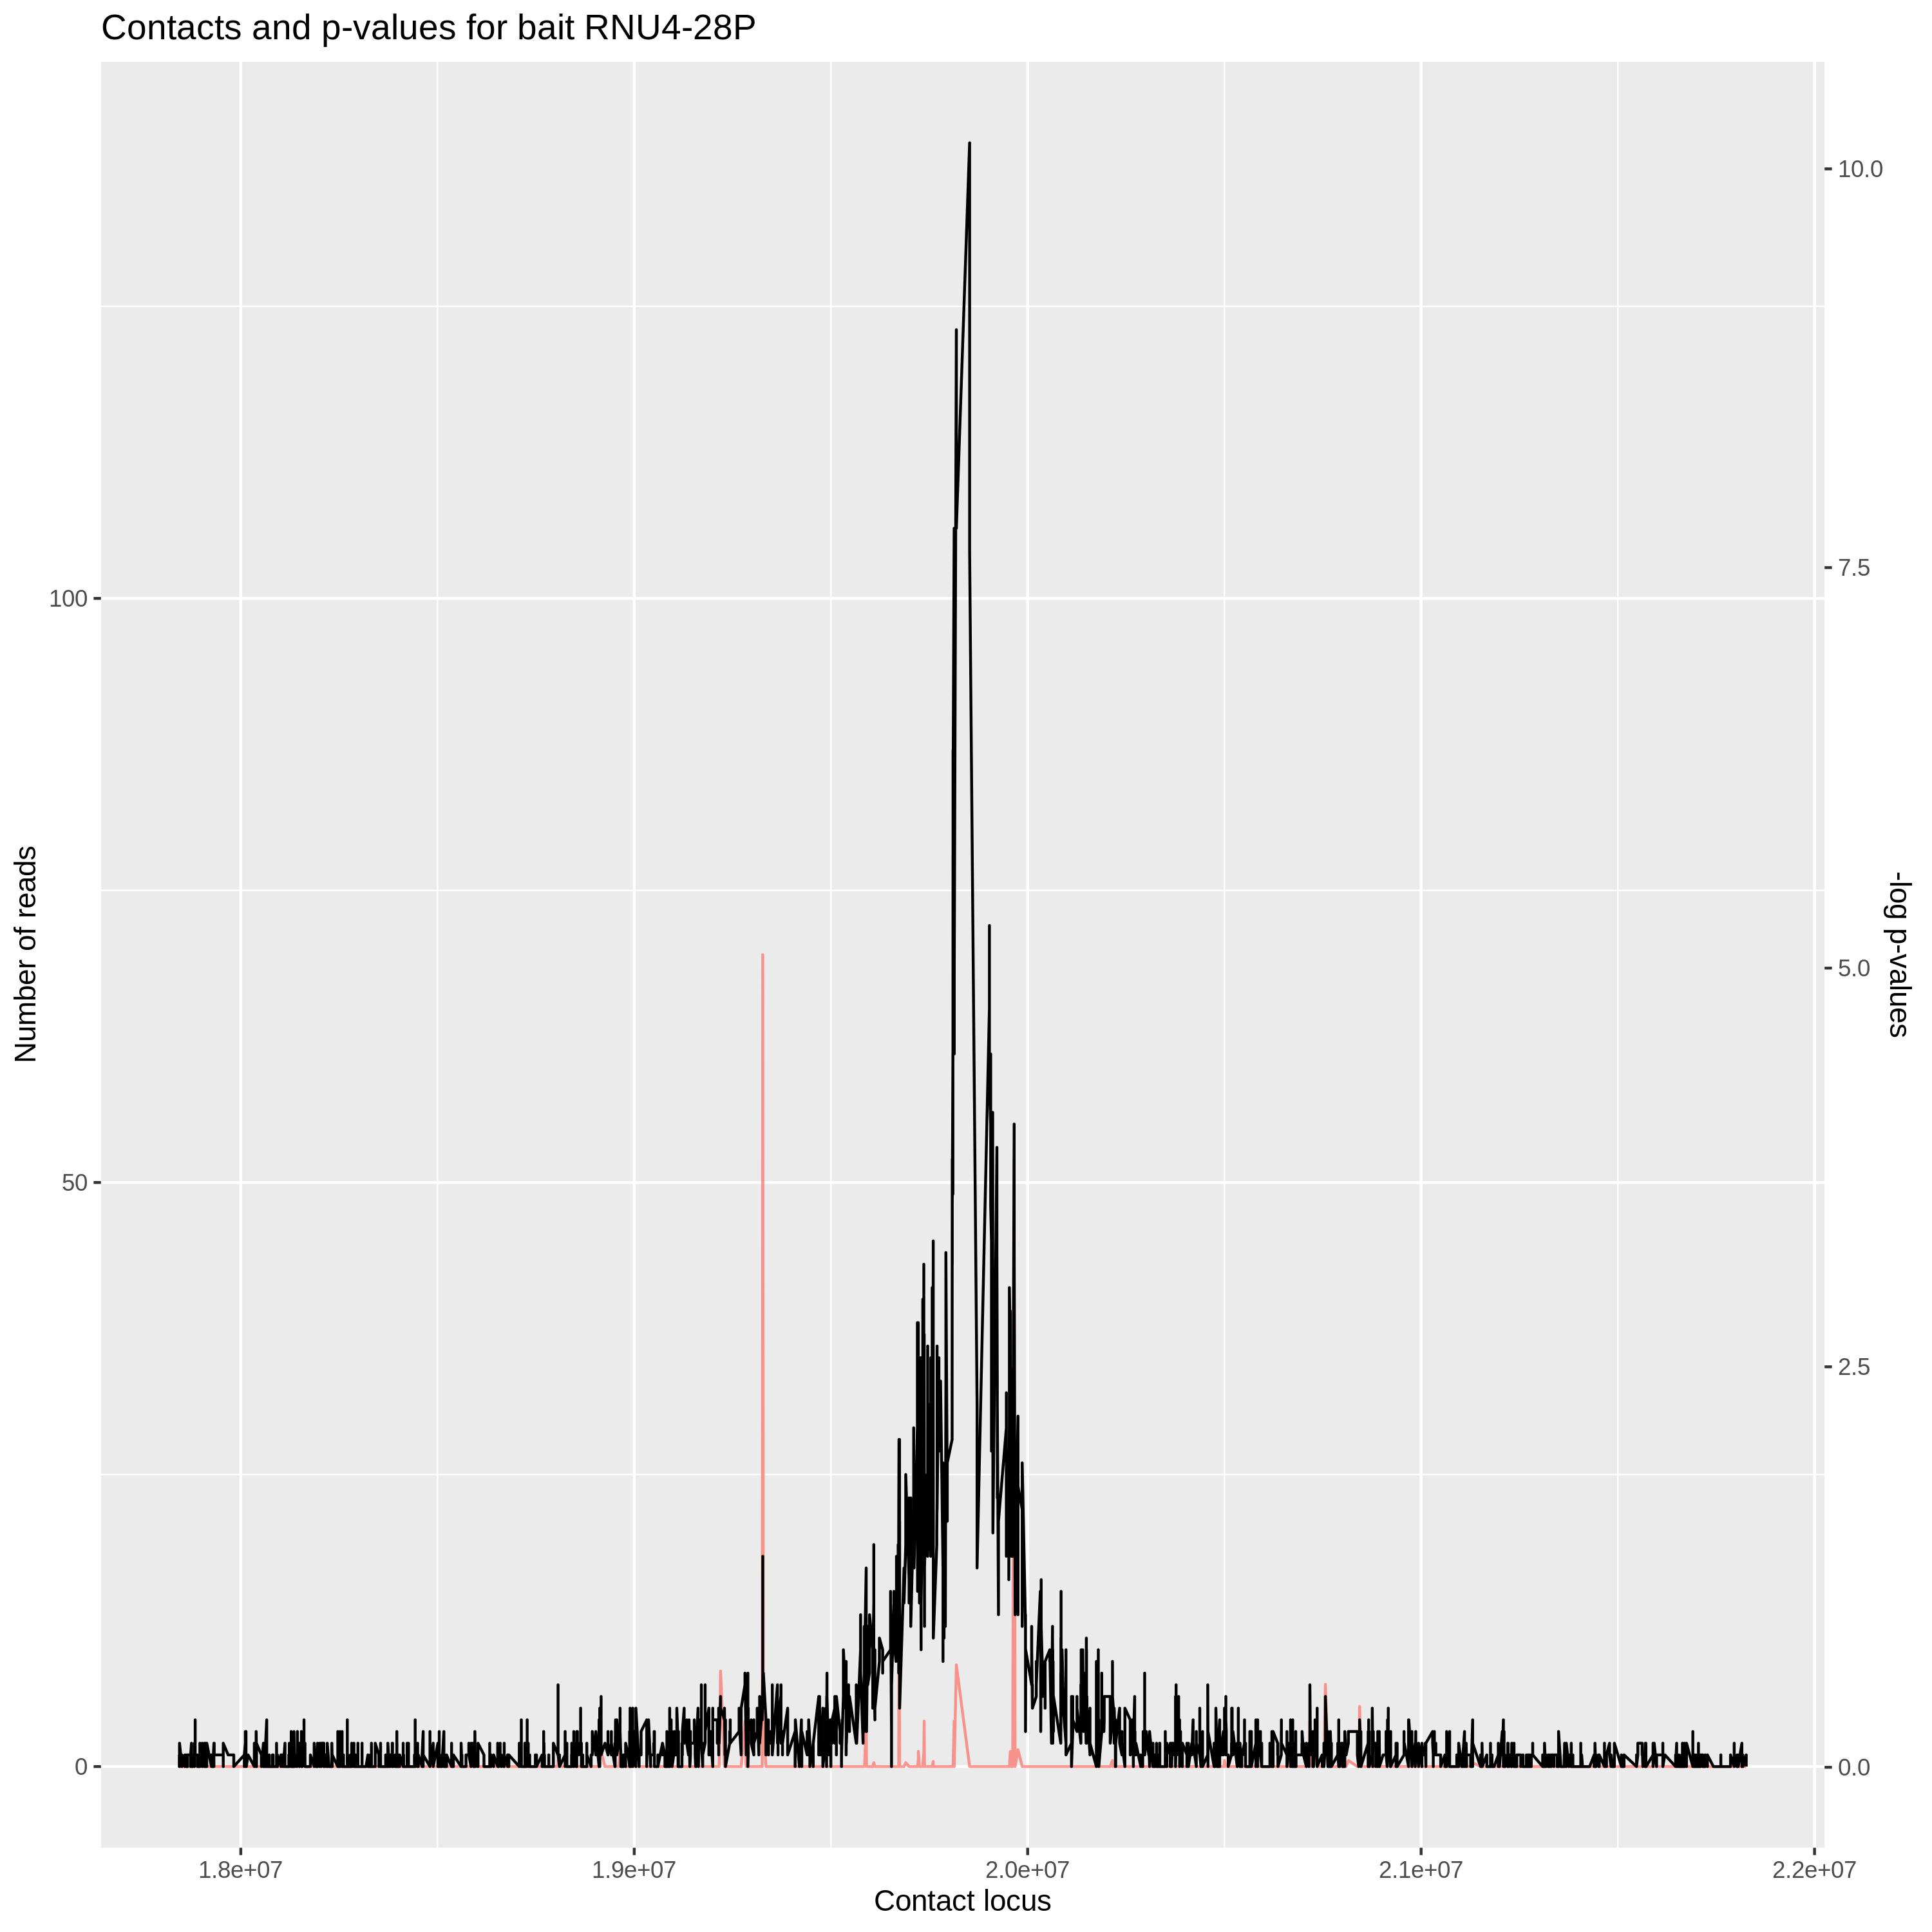 Contacts and p-values for bait RNU4-28P
Number of reads
100
50
0
10.0
7.5
5.0
2.5
0.0
-log p-values
1.8e+07
1.9e+07
2.0e+07
2.1e+07
2.2e+07
Contact locus